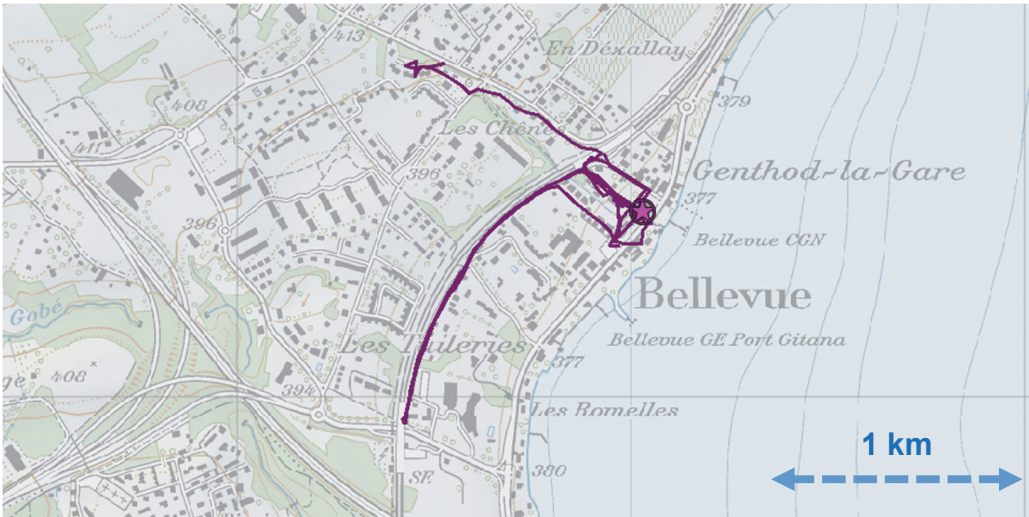 413
En Déxallay
408
379
Les Chênes
411
396
Genthod-la-Gare
377
396
Bellevue CGN
Bellevue
Gobé
Les Tuileries
Bellevue GE Port Gitana
377
408
394
Les Romelles
1 km
SE
380